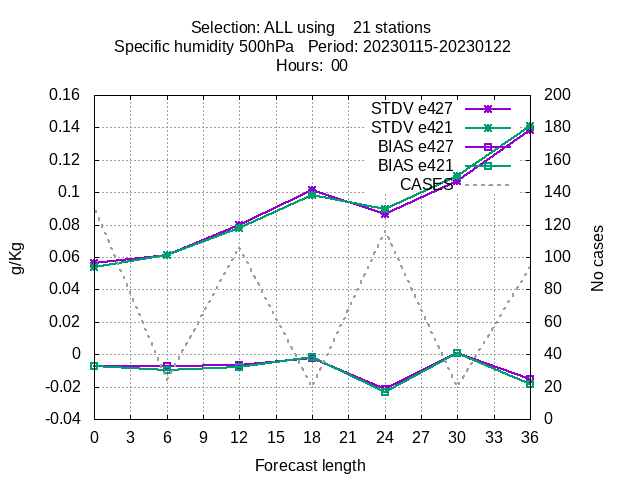 Selection: ALL using    21 stations
Specific humidity 500hPa   Period: 20230115-20230122
Hours:  00
STDV e427
STDV e421
BIAS e427
BIAS e421
CASES
0.16
0.14
0.12
0.1
0.08
0.06
0.04
0.02
0
-0.02
-0.04
g/Kg
200
180
160
140
120
100
80
60
40
20
0
No cases
0 3 6 9 12 15 18 21 24 27 30 33 36
Forecast length